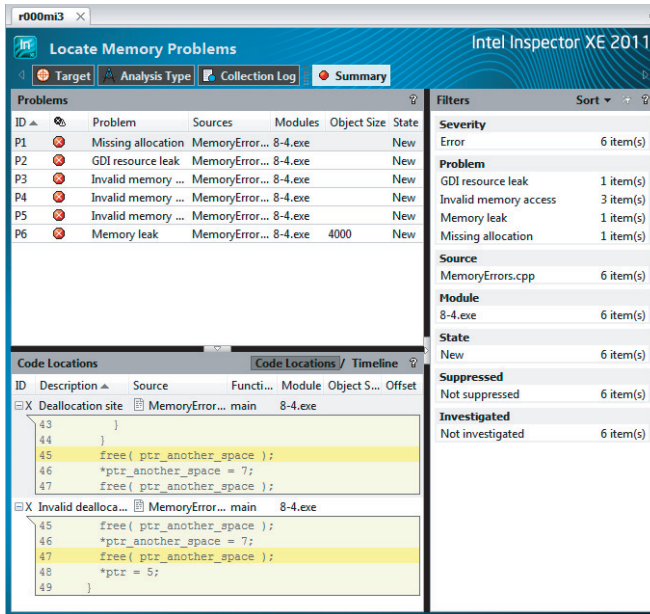 r000mi3
Locate Memory Problems
Intel Inspector XE 2011
Target Analysis Type Collection Log Summary
Problems ?
ID Problem Sources Modules Object Size State
P1 Missing allocation MemoryError... 8-4.exe New
P2 GDI resource leak MemoryError... 8-4.exe New
P3 Invalid memory ... MemoryError... 8-4.exe New
P4 Invalid memory ... MemoryError... 8-4.exe New
P5 Invalid memory ... MemoryError... 8-4.exe New
P6 Memory leak MemoryError... 8-4.exe 4000 New
Code Locations Code Locations / Timeline ?
ID Description Source Functi... Module Object S... Offset
X Deallocation site MemoryError... main 8-4.exe
43 }
44 }
45 free( ptr_another_space );
46 *ptr_another_space = 7;
47 free( ptr_another_space );
X Invalid dealloca... MemoryError... main 8-4.exe
45 free( ptr_another_space );
46 *ptr_another_space = 7;
47 free( ptr_another_space );
48 *ptr = 5;
49 }
Filters Sort ?
Severity
Error 6 item(s)
Problem
GDI resource leak 1 item(s)
Invalid memory access 3 item(s)
Memory leak 1 item(s)
Missing allocation 1 item(s)
Source
MemoryErrors.cpp 6 item(s)
Module
8-4.exe 6 item(s)
State
New 6 item(s)
Suppressed
Not suppressed 6 item(s)
Investigated
Not investigated 6 item(s)